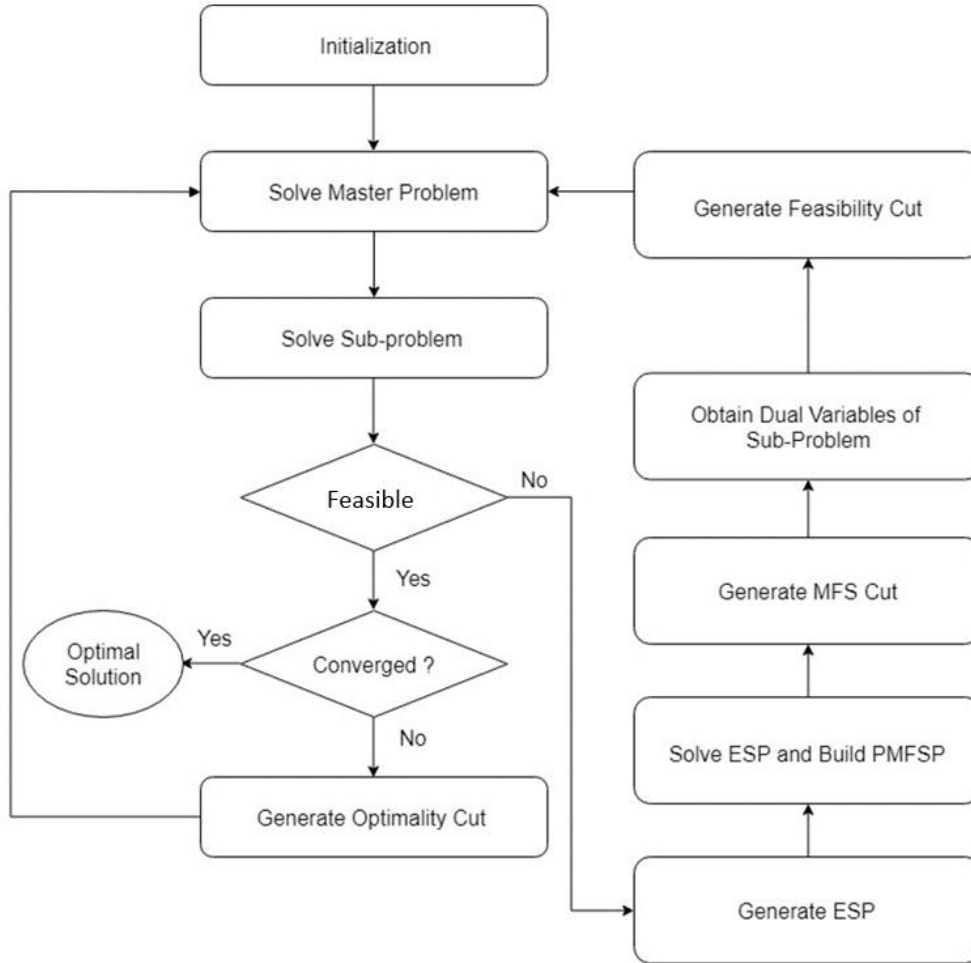 Initialization
Solve Master Problem
Solve Sub-problem
Feasible
No
Yes
Converged ?
Yes
Optimal
Solution
No
Generate Optimality Cut
Generate ESP
Solve ESP and Build PMFSP
Generate MFS Cut
Obtain Dual Variables of
Sub-Problem
Generate Feasibility Cut